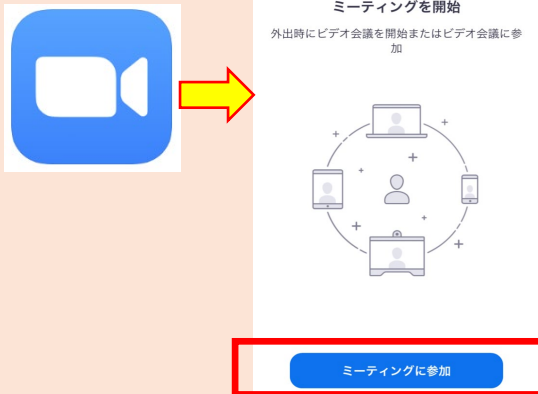 ミーティングを開始
外出時にビデオ会議を開始またはビデオ会議に参
加
ミーティングに参加